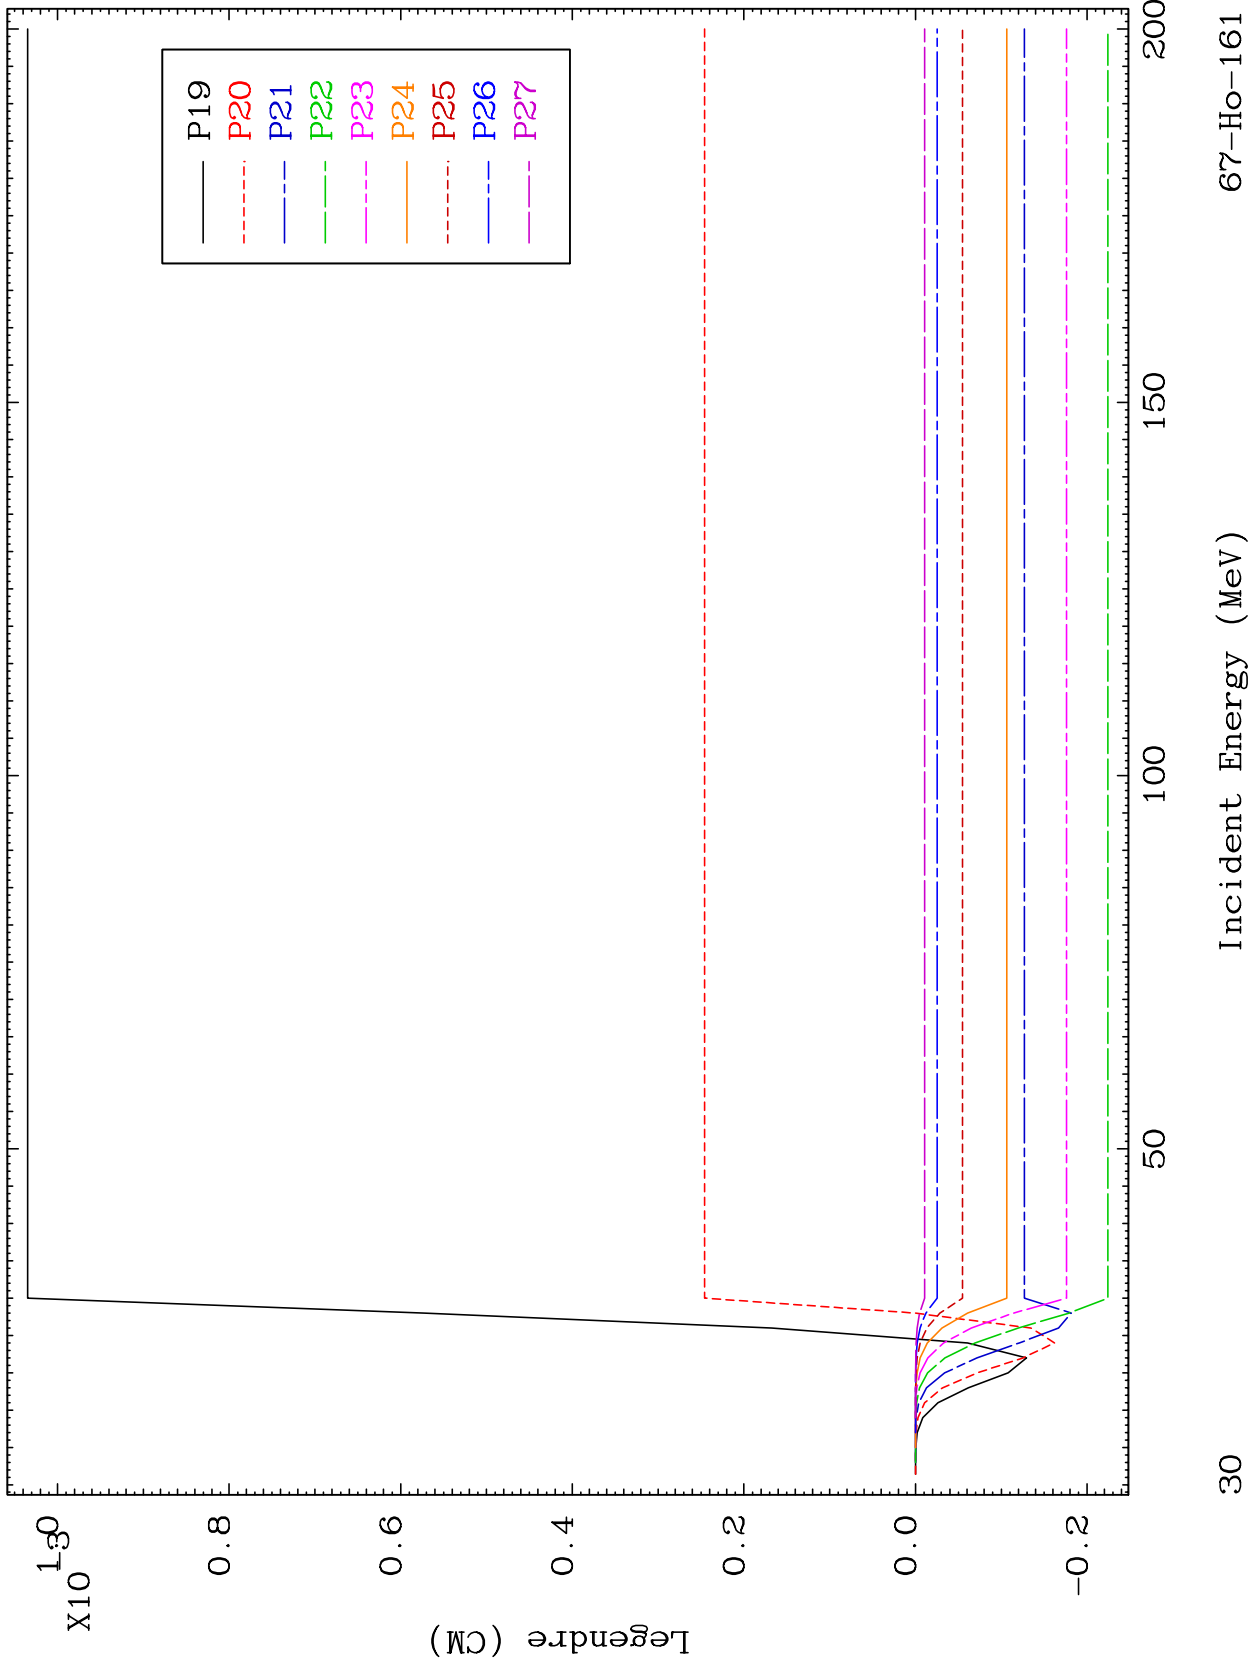 P19
P20
P21
P22
P23
P24
P25
P26
P27
X10
-3
1.0
0.8
0.6
0.4
0.2
0.0
-0.2
Legendre (CM)
50
100
150
200
Incident Energy (MeV)
30
67-Ho-161